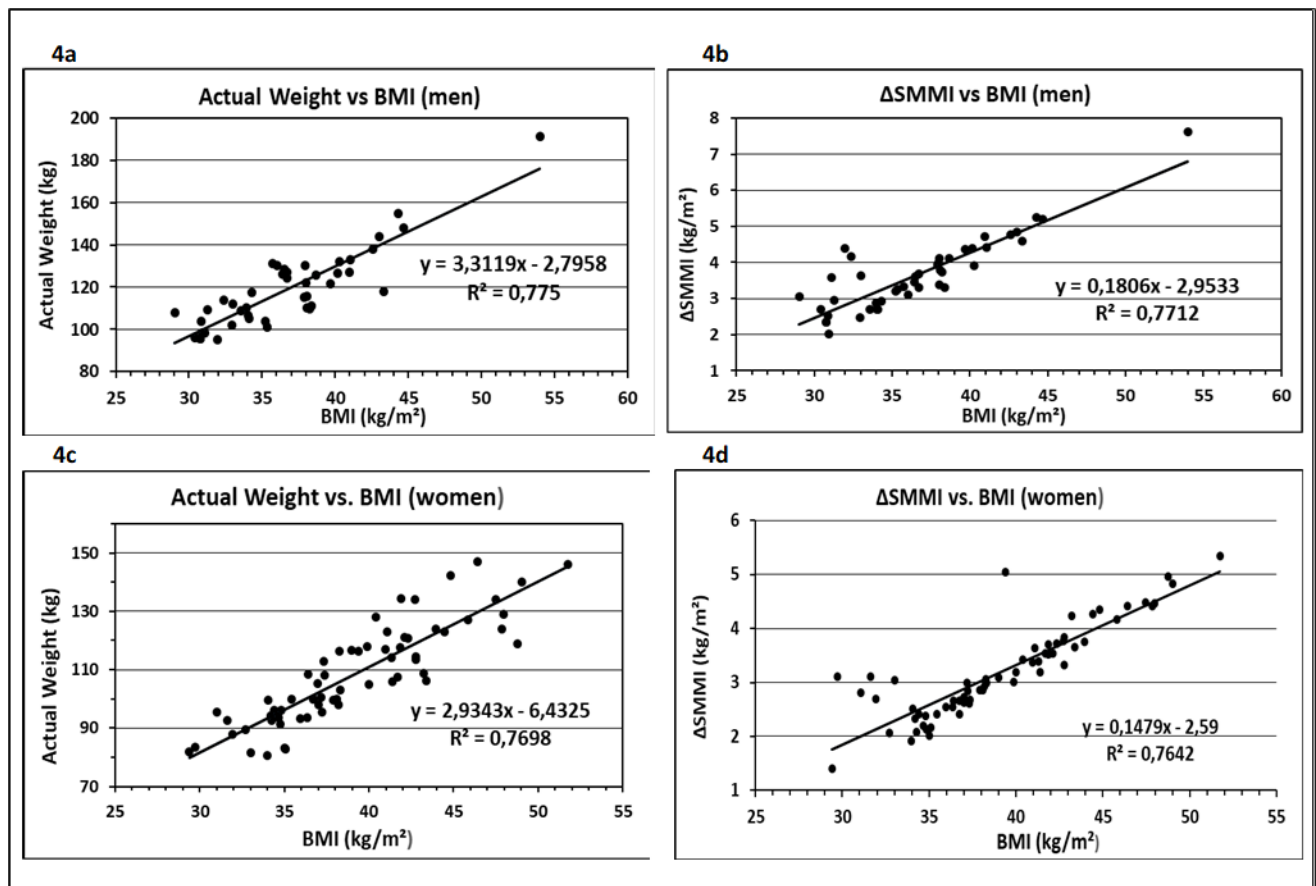 4a
Actual Weight vs BMI (men)
Actual Weight (kg)
200
180
160
140
120
100
80
25 30 35 40 45 50 55 60
BMI (kg/m²)
y = 3,3119x - 2,7958
R² = 0,775
4b
ΔSMMI vs BMI (men)
ΔSMMI (kg/m²)
8
7
6
5
4
3
2
1
25 30 35 40 45 50 55 60
BMI (kg/m²)
y = 0,1806x - 2,9533
R² = 0,7712
4c
Actual Weight vs. BMI (women)
Actual Weight (kg)
150
130
110
90
70
25 30 35 40 45 50 55
BMI (kg/m²)
y = 2,9343x - 6,4325
R² = 0,7698
4d
ΔSMMI vs. BMI (women)
ΔSMMI (kg/m²)
6
5
4
3
2
1
25 30 35 40 45 50 55
BMI (kg/m²)
y = 0,1479x - 2,59
R² = 0,7642